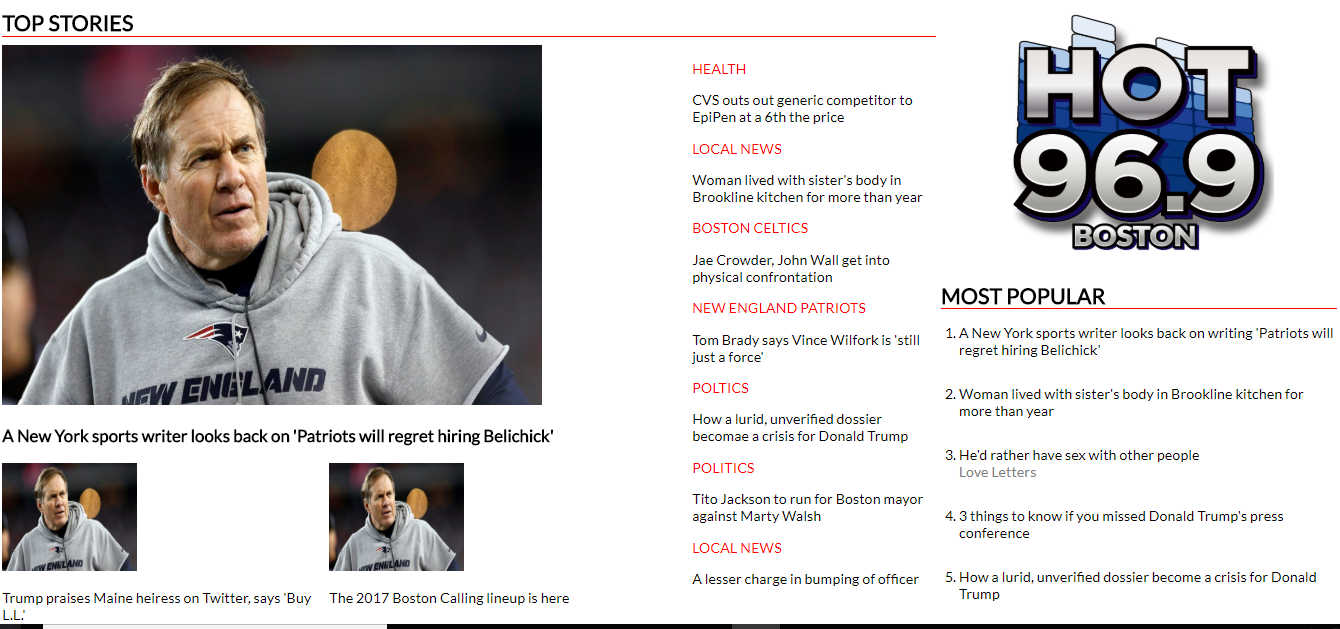 TOP STORIES
NEW ENGLAND
A New York sports writer looks back on 'Patriots will regret hiring Belichick'
NEW ENGLAND
Trump praises Maine heiress on Twitter, says 'Buy
L.L.'
NEW ENGLAND
The 2017 Boston Calling lineup is here
HEALTH
CVS outs out generic competitor to
EpiPen at a 6th the price
LOCAL NEWS
Woman lived with sister's body in
Brookline kitchen for more than year
BOSTON CELTICS
Jae Crowder, John Wall get into
physical confrontation
NEW ENGLAND PATRIOTS
Tom Brady says Vince Wilfork is 'still
just a force'
POLTICS
How a lurid, unverified dossier
becomae a crisis for Donald Trump
POLITICS
Tito Jackson to run for Boston mayor
against Marty Walsh
LOCAL NEWS
A lesser charge in bumping of officer
HOT
96.9
BOSTON
MOST POPULAR
1. A New York sports writer looks back on writing 'Patriots will
regret hiring Belichick'
2. Woman lived with sister's body in Brookline kitchen for
more than year
3. He'd rather have sex with other people
Love Letters
4. 3 things to know if you missed Donald Trump's press
conference
5. How a lurid, unverified dossier become a crisis for Donald
Trump